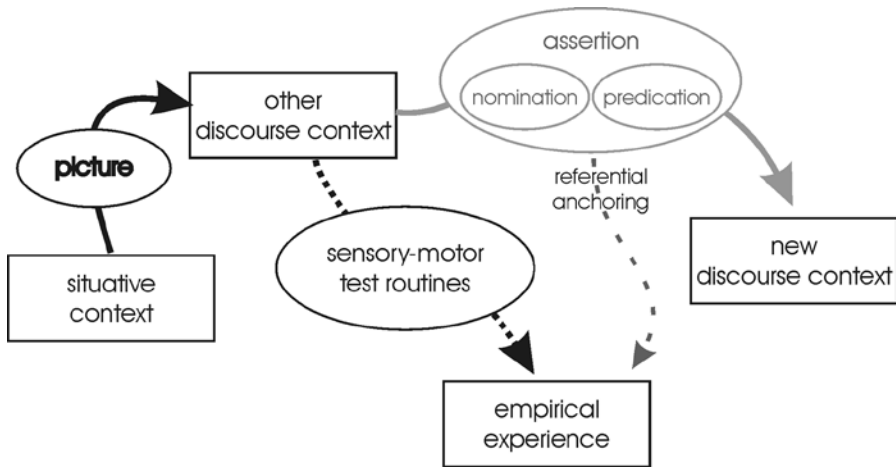 assertion
nomination
predication
other
discourse context
picture
referential
anchoring
new
discourse context
sensory-motor
test routines
situative
context
empirical
experience